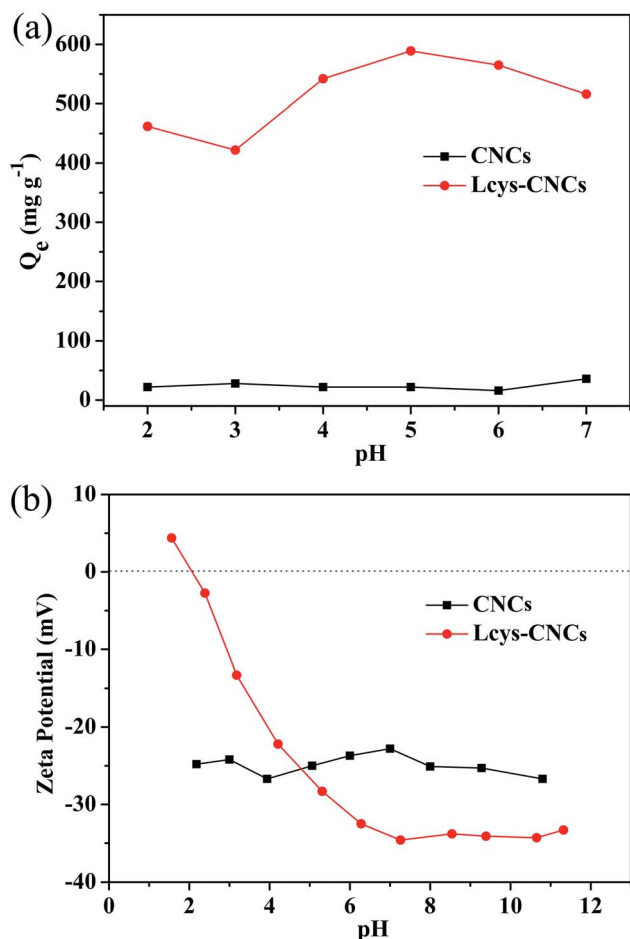 (a)
600
500
400
300
200
100
0
Qe (mg g-1)
CNCs
Lcys-CNCs
2 3 4 5 6 7
pH
(b)
10
0
-10
-20
-30
-40
Zeta Potential (mV)
CNCs
Lcys-CNCs
0 2 4 6 8 10 12
pH